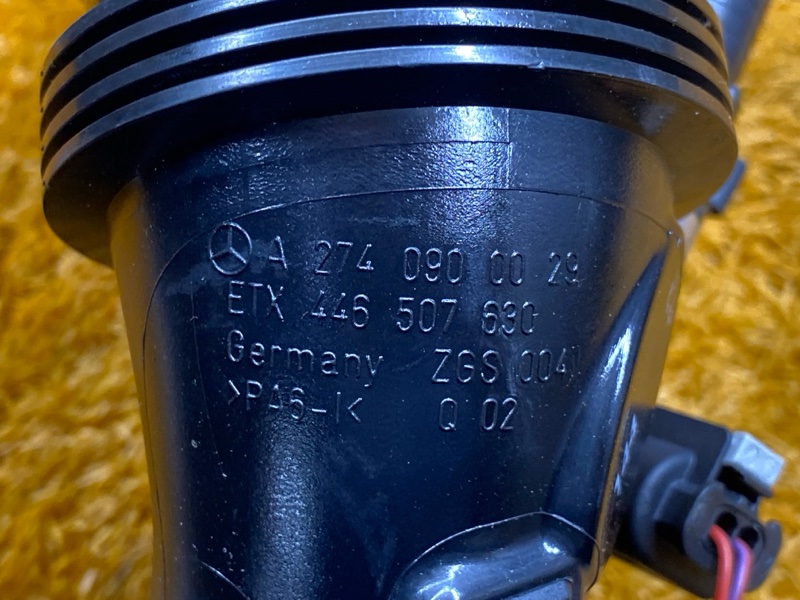 A 274 090 00 29
ETX 446 507 630
Germany ZGS 004
>PA6-I< Q 02